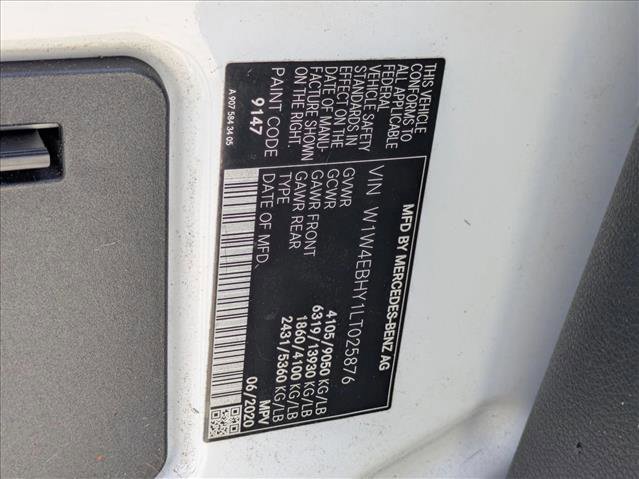 MFD BY MERCEDES-BENZ AG
VIN W1W4EBHY1LT025876
GVWR 4105/9050 KG/LB
GCWR 6319/13930 KG/LB
GAWR FRONT 1860/4100 KG/LB
GAWR REAR 2431/5360 KG/LB
TYPE MPV
DATE OF MFD. 06/2020
THIS VEHICLE
CONFORMS TO
ALL APPLICABLE
FEDERAL
VEHICLE SAFETY
STANDARDS IN
EFFECT ON THE
DATE OF MANU-
FACTURE SHOWN
ON THE RIGHT.
PAINT CODE
9147
A 907 584 34 05